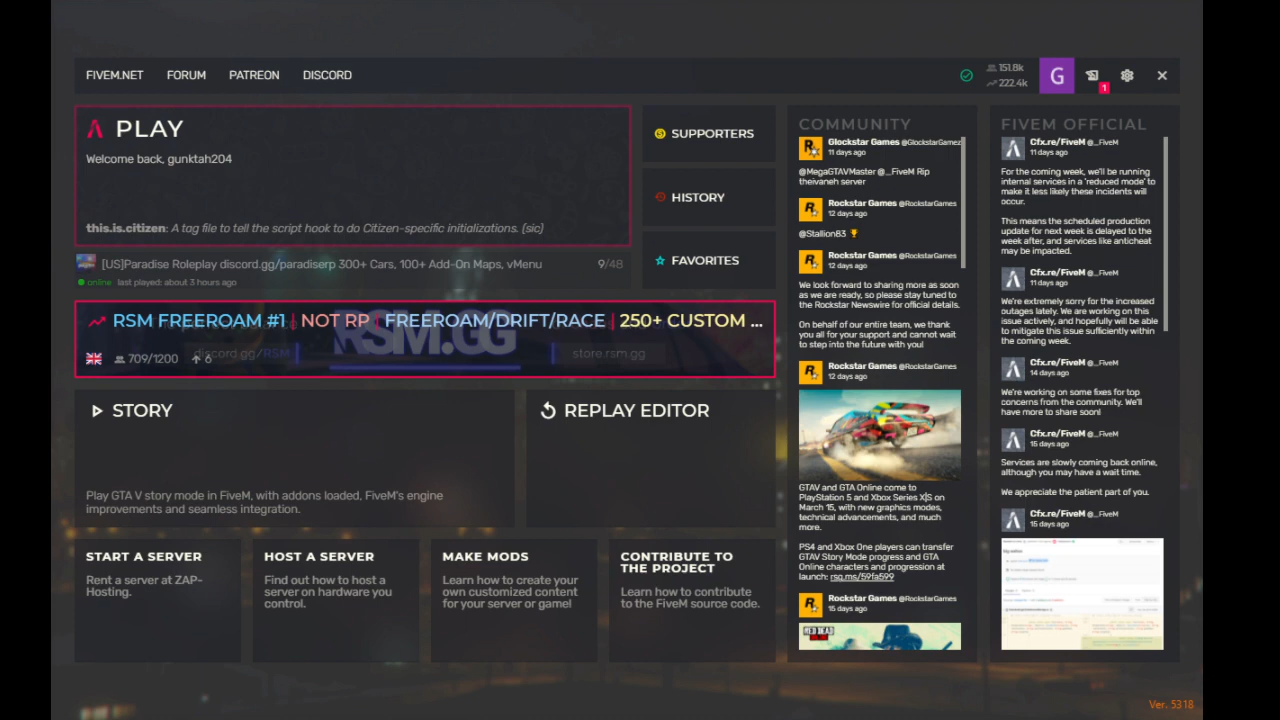 FIVEM.NET FORUM PATREON DISCORD
151.8k
222.4k
G
1
PLAY
Welcome back, gunktah204
this.is.citizen: A tag file to tell the script hook to do Citizen-specific initializations. (sic)
[US]Paradise Roleplay discord.gg/paradiserp 300+ Cars, 100+ Add-On Maps, vMenu 9/48
online last played: about 3 hours ago
SUPPORTERS
HISTORY
FAVORITES
RSM FREEROAM #1 | NOT RP | FREEROAM/DRIFT/RACE | 250+ CUSTOM ...
RSM.GG
discord.gg/RSM
store.rsm.gg
709/1200 6
STORY
Play GTA V story mode in FiveM, with addons loaded, FiveM's engine
improvements and seamless integration.
REPLAY EDITOR
START A SERVER
Rent a server at ZAP-
Hosting.
HOST A SERVER
Find out how to host a
server on hardware you
control.
MAKE MODS
Learn how to create your
own customized content
for your server or game!
CONTRIBUTE TO
THE PROJECT
Learn how to contribute
to the FiveM source code.
COMMUNITY
Glockstar Games @GlockstarGamez
11 days ago
@MegaGTAVMaster @_FiveM Rip
theivaneh server
Rockstar Games @RockstarGames
12 days ago
@Stallion83 🏆
Rockstar Games @RockstarGames
12 days ago
We look forward to sharing more as soon
as we are ready, so please stay tuned to
the Rockstar Newswire for official details.
On behalf of our entire team, we thank
you all for your support and cannot wait
to step into the future with you!
Rockstar Games @RockstarGames
12 days ago
GTAV and GTA Online come to
PlayStation 5 and Xbox Series X|S on
March 15, with new graphics modes,
technical advancements, and much
more.
PS4 and Xbox One players can transfer
GTAV Story Mode progress and GTA
Online characters and progression at
launch: rsg.ms/59fa599
Rockstar Games @RockstarGames
15 days ago
RED DEAD
FIVEM OFFICIAL
Cfx.re/FiveM @_FiveM
11 days ago
For the coming week, we'll be running
internal services in a 'reduced mode' to
make it less likely these incidents will
occur.
This means the scheduled production
update for next week is delayed to the
week after, and services like anticheat
may be impacted.
Cfx.re/FiveM @_FiveM
11 days ago
We're extremely sorry for the increased
outages lately. We are working on this
issue actively, and hopefully will be able
to mitigate this issue sufficiently within
the coming week.
Cfx.re/FiveM @_FiveM
14 days ago
We're working on some fixes for top
concerns from the community. We'll
have more to share soon!
Cfx.re/FiveM @_FiveM
15 days ago
Services are slowly coming back online,
although you may have a wait time.
We appreciate the patient part of you.
Cfx.re/FiveM @_FiveM
15 days ago
Ver. 5318